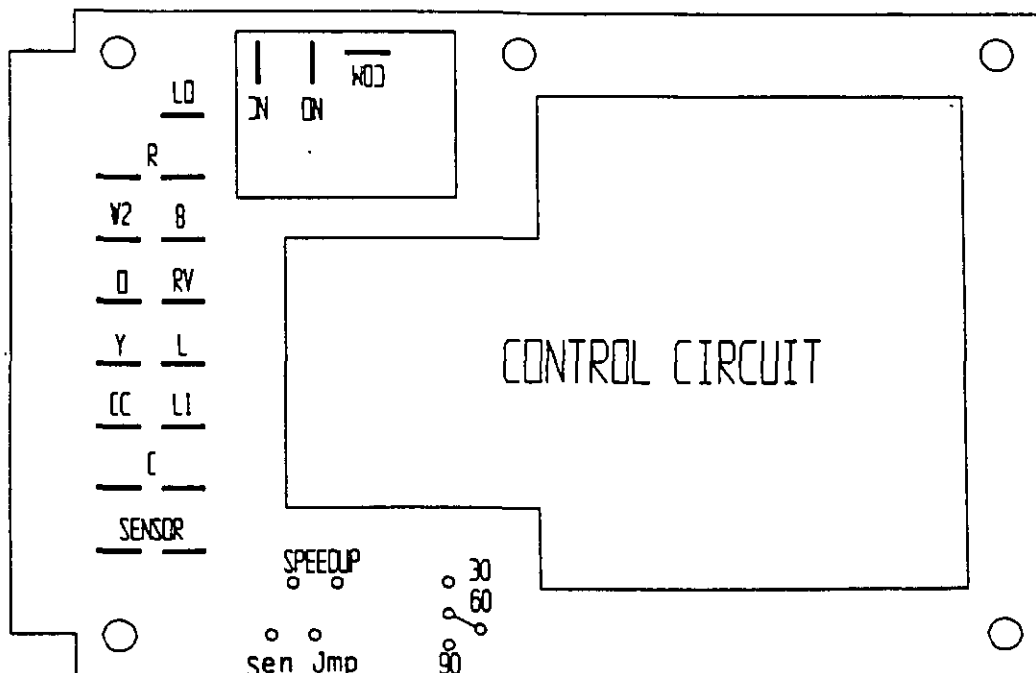 LO
NC NO COM
R
W2 B
O RV
Y L
CC L1
C
SENSOR
CONTROL CIRCUIT
SPEEDUP
30
60
90
Sen Jmp